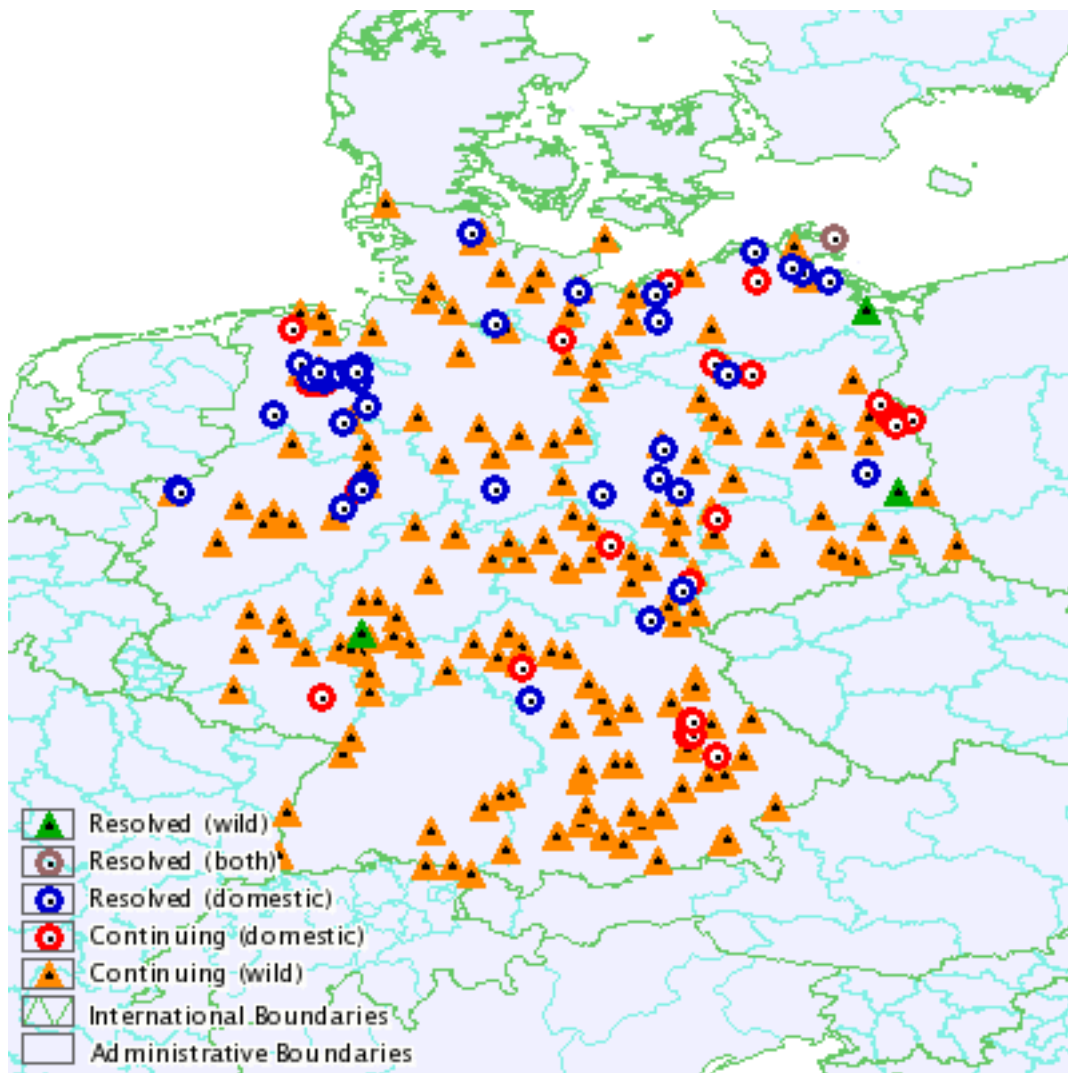 Resolved (wild)
Resolved (both)
Resolved (domestic)
Continuing (domestic)
Continuing (wild)
International Boundaries
Administrative Boundaries